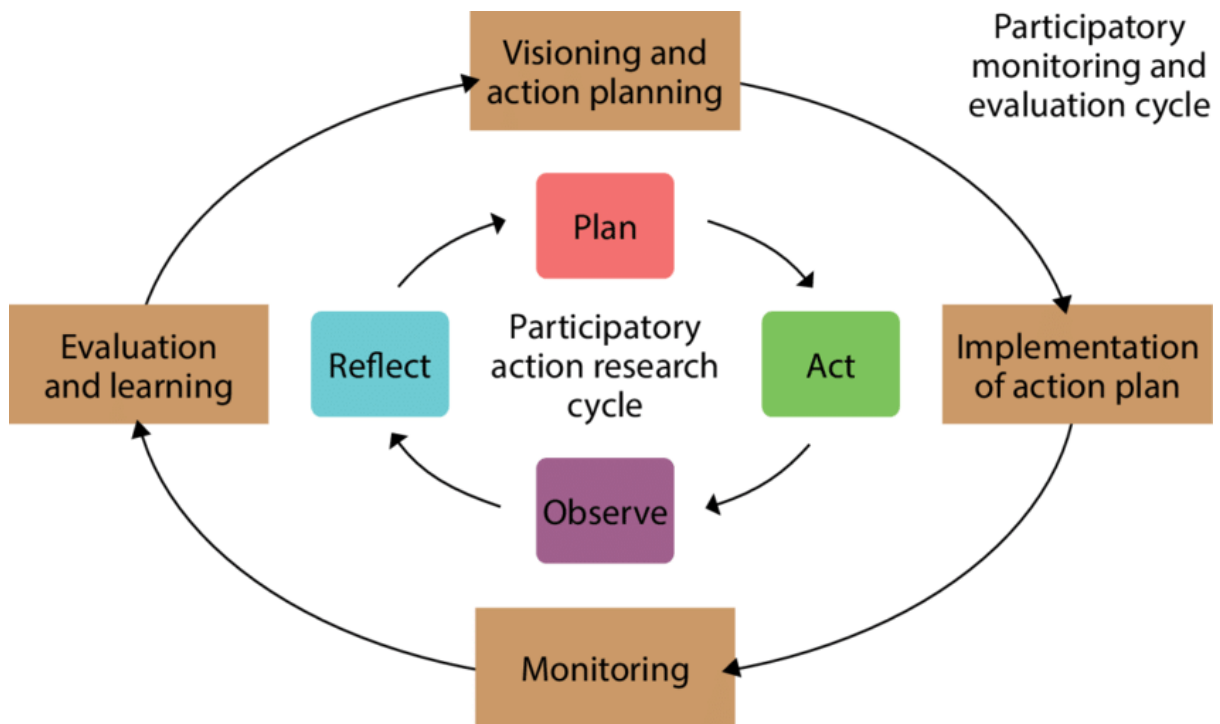 Visioning and
action planning
Participatory
monitoring and
evaluation cycle
Plan
Evaluation
and learning
Reflect
Participatory
action research
cycle
Act
Implementation
of action plan
Observe
Monitoring